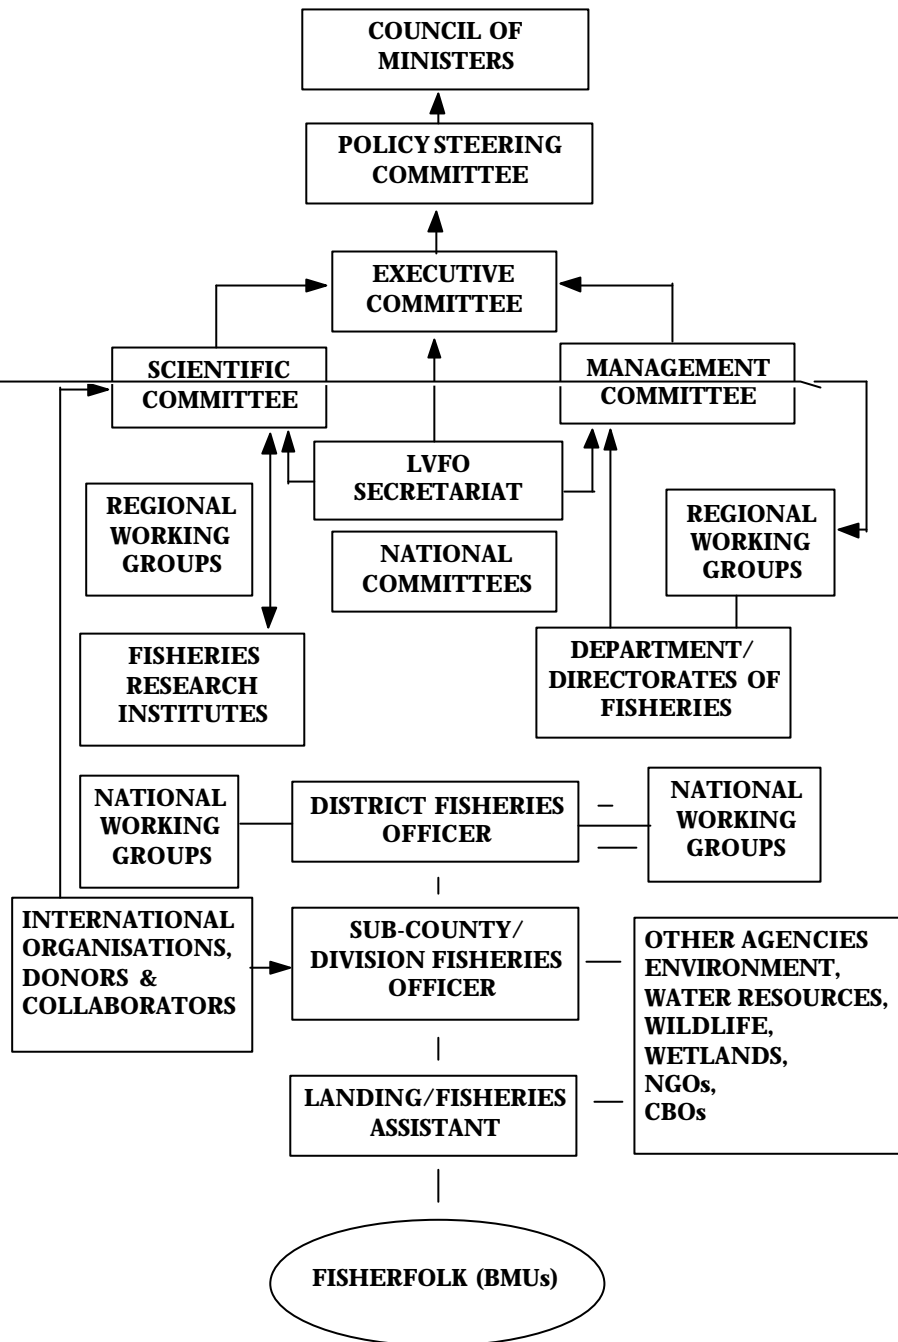 COUNCIL OF
MINISTERS
POLICY STEERING
COMMITTEE
EXECUTIVE
COMMITTEE
SCIENTIFIC
COMMITTEE
MANAGEMENT
COMMITTEE
LVFO
SECRETARIAT
REGIONAL
WORKING
GROUPS
NATIONAL
COMMITTEES
REGIONAL
WORKING
GROUPS
FISHERIES
RESEARCH
INSTITUTES
DEPARTMENT/
DIRECTORATES OF
FISHERIES
NATIONAL
WORKING
GROUPS
DISTRICT FISHERIES
OFFICER
NATIONAL
WORKING
GROUPS
INTERNATIONAL
ORGANISATIONS,
DONORS &
COLLABORATORS
SUB-COUNTY/
DIVISION FISHERIES
OFFICER
OTHER AGENCIES
ENVIRONMENT,
WATER RESOURCES,
WILDLIFE,
WETLANDS,
NGOs,
CBOs
LANDING/FISHERIES
ASSISTANT
FISHERFOLK (BMUs)